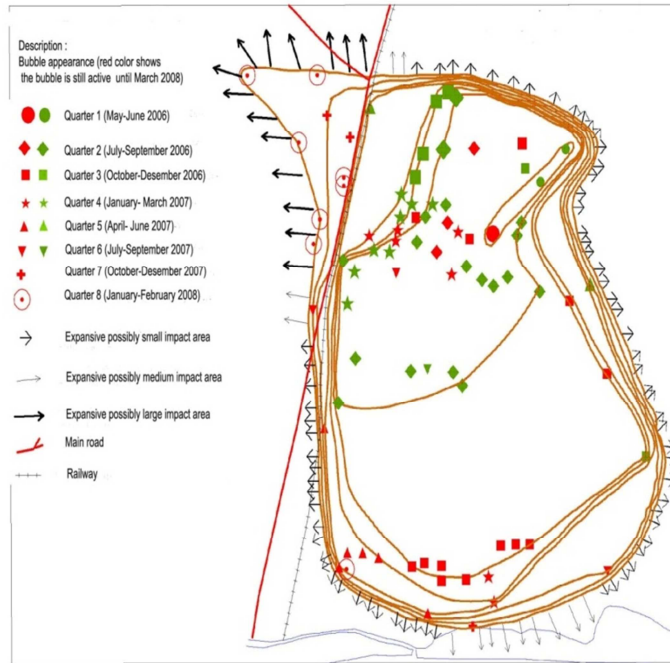 Description :
Bubble appearance (red color shows
the bubble is still active until March 2008)
Quarter 1 (May-June 2006)
Quarter 2 (July-September 2006)
Quarter 3 (October-Desember 2006)
Quarter 4 (January- March 2007)
Quarter 5 (April- June 2007)
Quarter 6 (July-September 2007)
Quarter 7 (October-Desember 2007)
Quarter 8 (January-February 2008)
Expansive possibly small impact area
Expansive possibly medium impact area
Expansive possibly large impact area
Main road
Railway